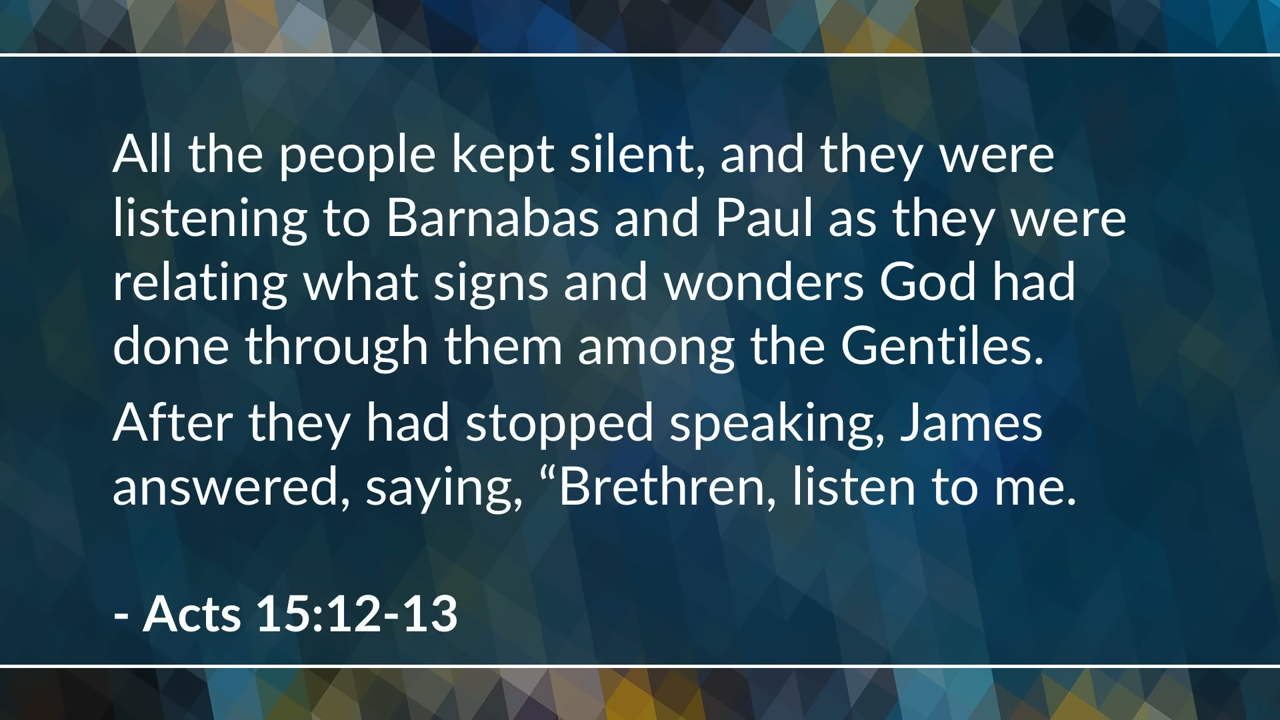 All the people kept silent, and they were
listening to Barnabas and Paul as they were
relating what signs and wonders God had
done through them among the Gentiles.
After they had stopped speaking, James
answered, saying, “Brethren, listen to me.
- Acts 15:12-13